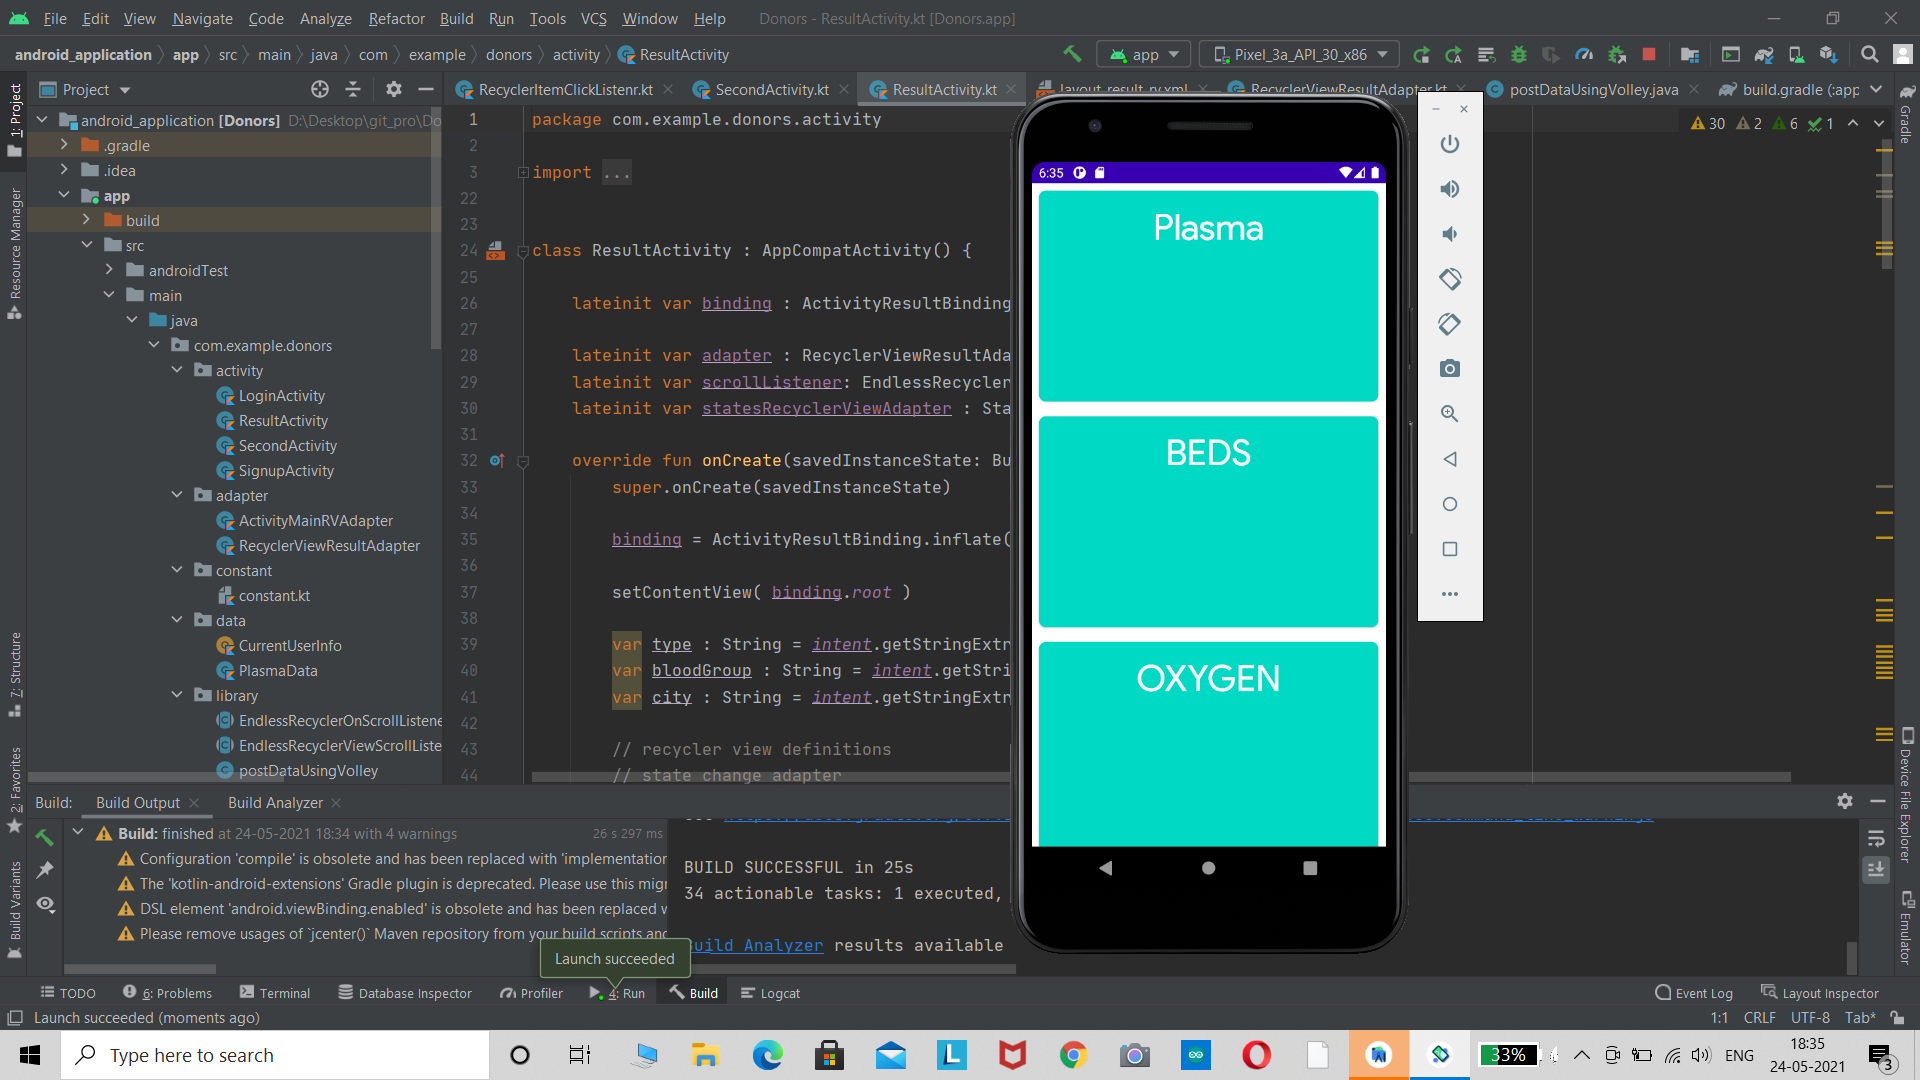 File Edit View Navigate Code Analyze Refactor Build Run Tools VCS Window Help Donors - ResultActivity.kt [Donors.app]
android_application app src main java com example donors activity ResultActivity app Pixel_3a_API_30_x86
Project
RecyclerItemClickListenr.kt SecondActivity.kt ResultActivity.kt layout_result_rv.xml RecyclerViewResultAdapter.kt postDataUsingVolley.java build.gradle (:app
1: Project
Resource Manager
7: Structure
2: Favorites
Build Variants
android_application [Donors] D:\Desktop\git_pro\Do
.gradle
.idea
app
build
src
androidTest
main
java
com.example.donors
activity
LoginActivity
ResultActivity
SecondActivity
SignupActivity
adapter
ActivityMainRVAdapter
RecyclerViewResultAdapter
constant
constant.kt
data
CurrentUserInfo
PlasmaData
library
EndlessRecyclerOnScrollListene
EndlessRecyclerViewScrollListe
postDataUsingVolley
1 package com.example.donors.activity
2
3 import ...
22
23
24 class ResultActivity : AppCompatActivity() {
25
26 lateinit var binding : ActivityResultBinding
27
28 lateinit var adapter : RecyclerViewResultAda
29 lateinit var scrollListener: EndlessRecycler
30 lateinit var statesRecyclerViewAdapter : Sta
31
32 override fun onCreate(savedInstanceState: Bu
33 super.onCreate(savedInstanceState)
34
35 binding = ActivityResultBinding.inflate(
36
37 setContentView( binding.root )
38
39 var type : String = intent.getStringExtr
40 var bloodGroup : String = intent.getStri
41 var city : String = intent.getStringExtr
42
43 // recycler view definitions
44 // state change adapter
30 2 6 1
6:35
Plasma
BEDS
OXYGEN
Gradle
Device File Explorer
Emulator
Build: Build Output Build Analyzer
Build: finished at 24-05-2021 18:34 with 4 warnings 26 s 297 ms
Configuration 'compile' is obsolete and has been replaced with 'implementation
The 'kotlin-android-extensions' Gradle plugin is deprecated. Please use this migr
DSL element 'android.viewBinding.enabled' is obsolete and has been replaced w
Please remove usages of `jcenter()` Maven repository from your build scripts and
BUILD SUCCESSFUL in 25s
34 actionable tasks: 1 executed,
Build Analyzer results available
Launch succeeded
TODO 6: Problems Terminal Database Inspector Profiler 4: Run Build Logcat Event Log Layout Inspector
Launch succeeded (moments ago) 1:1 CRLF UTF-8 Tab*
Type here to search
L
33%
ENG
18:35
24-05-2021
3